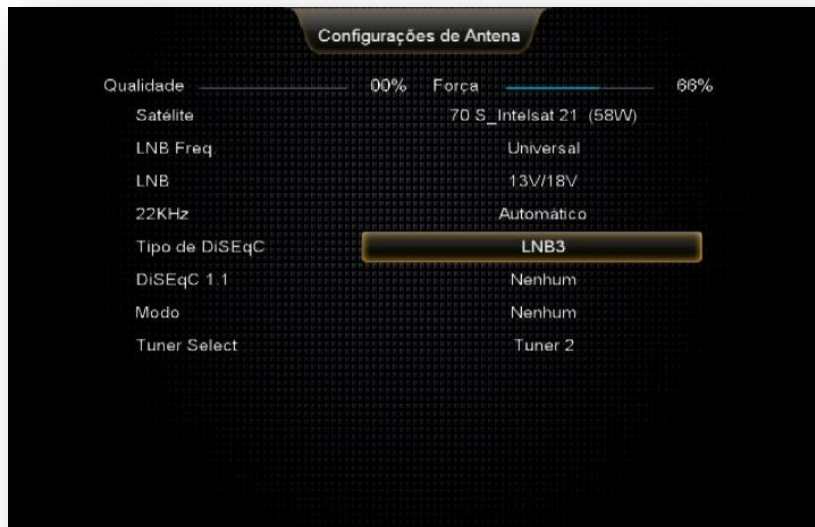 Configurações de Antena
Qualidade 00% Força 66%
Satélite 70 S_Intelsat 21 (58W)
LNB Freq. Universal
LNB 13V/18V
22KHz Automático
Tipo de DiSEqC LNB3
DiSEqC 1.1 Nenhum
Modo Nenhum
Tuner Select Tuner 2